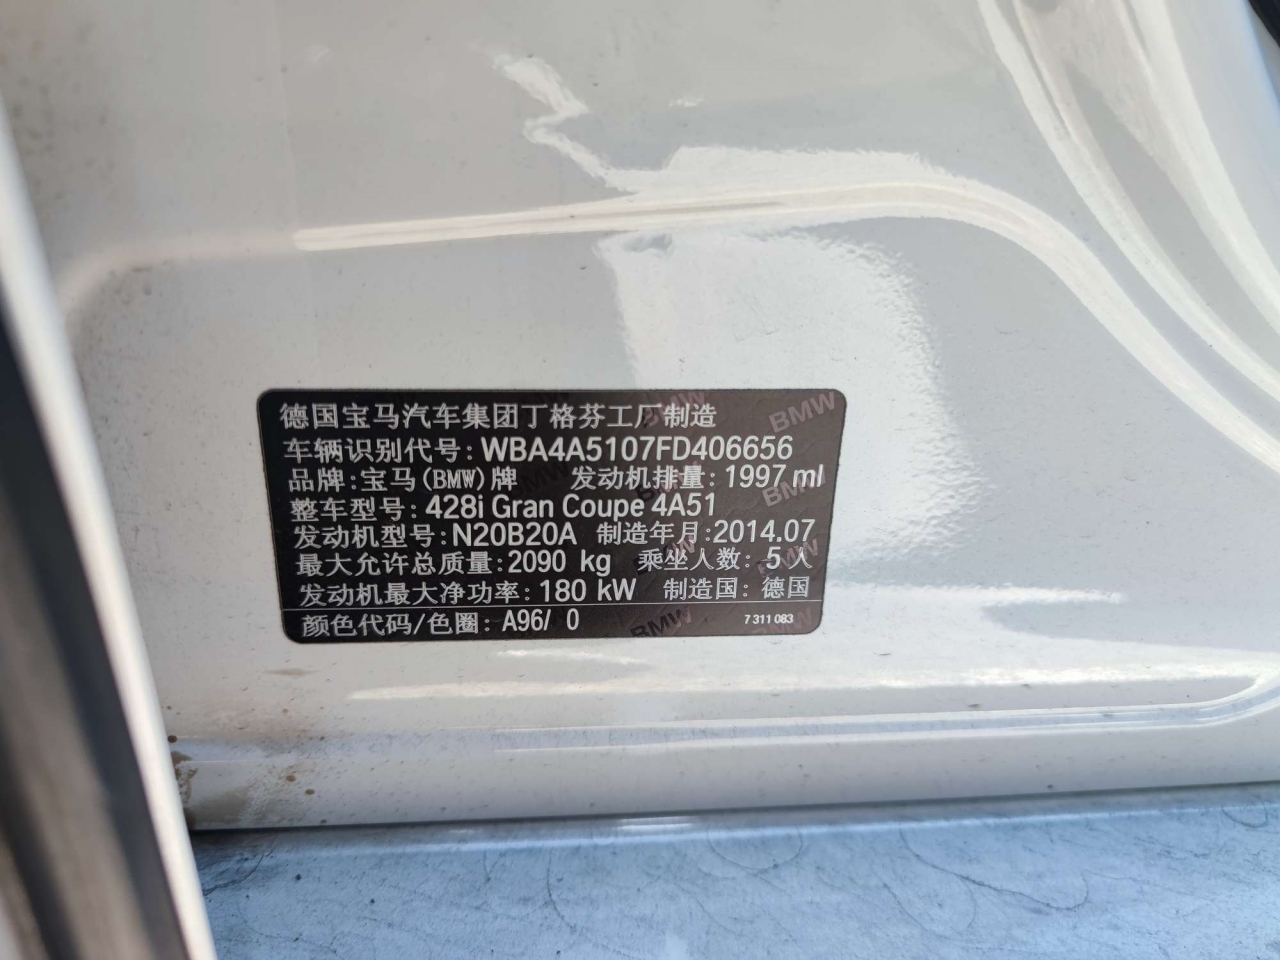 德国宝马汽车集团丁格芬工厂制造
车辆识别代号: WBA4A5107FD406656
品牌: 宝马(BMW)牌 发动机排量: 1997 ml
整车型号: 428i Gran Coupe 4A51
发动机型号: N20B20A 制造年月: 2014.07
最大允许总质量: 2090 kg 乘坐人数: 5 人
发动机最大净功率: 180 kW 制造国: 德国
颜色代码/色圈: A96/ 0 7 311 083
BMW
BMW
BMW
BMW
BMW